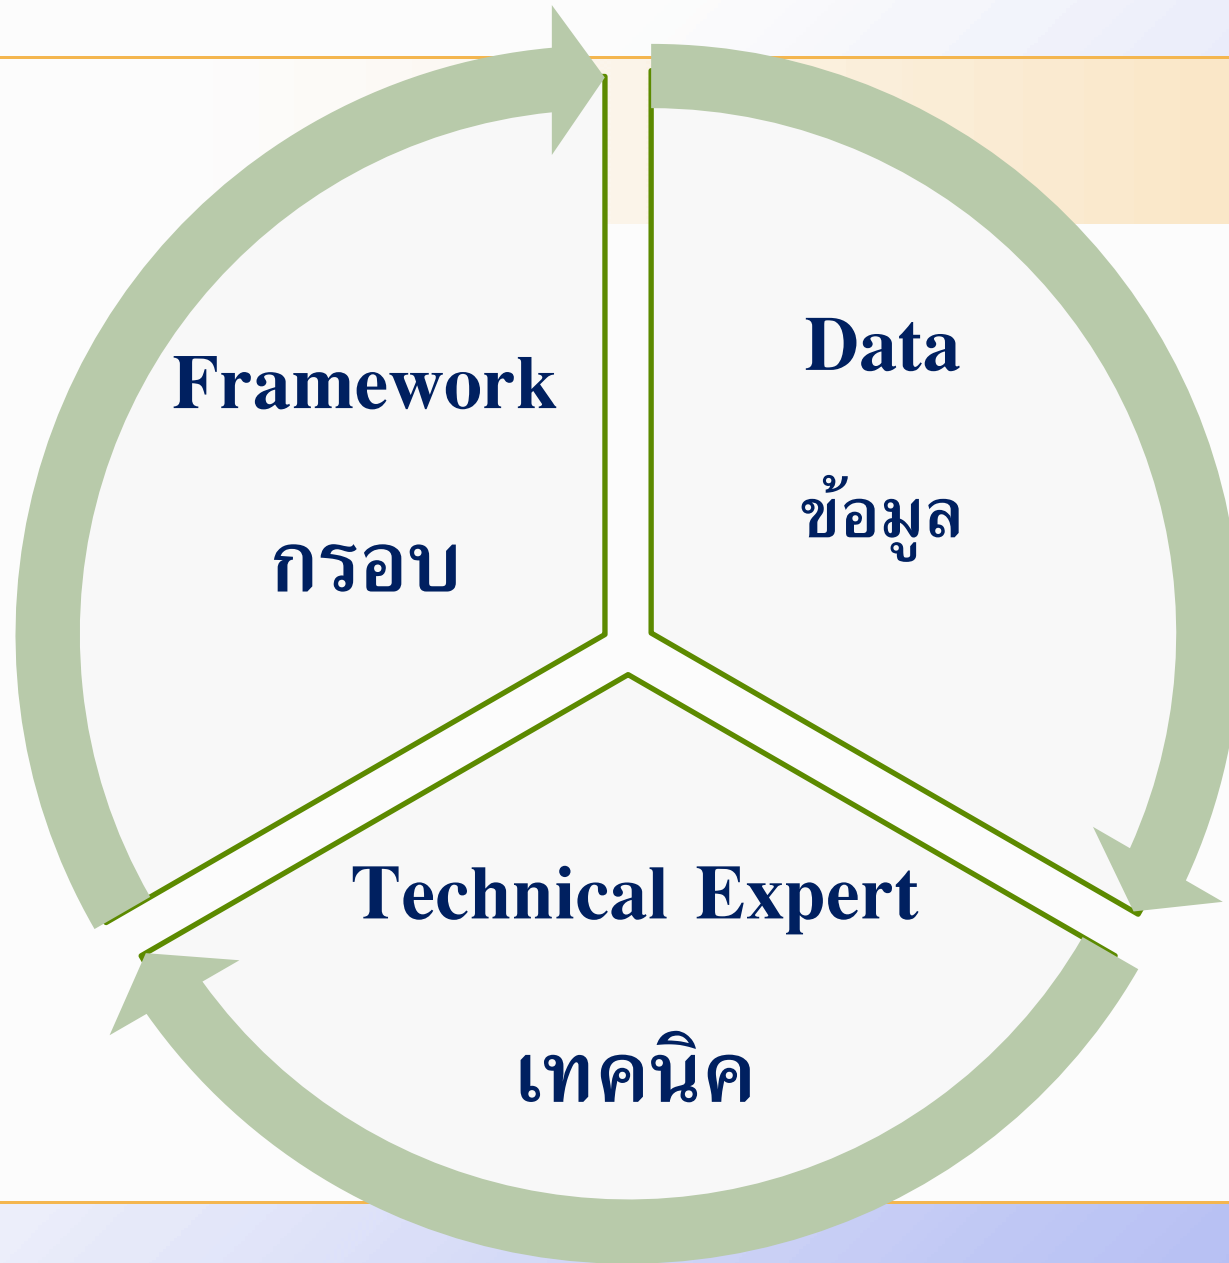 Framework
กรอบ
Data
ข้อมูล
Technical Expert
เทคนิค